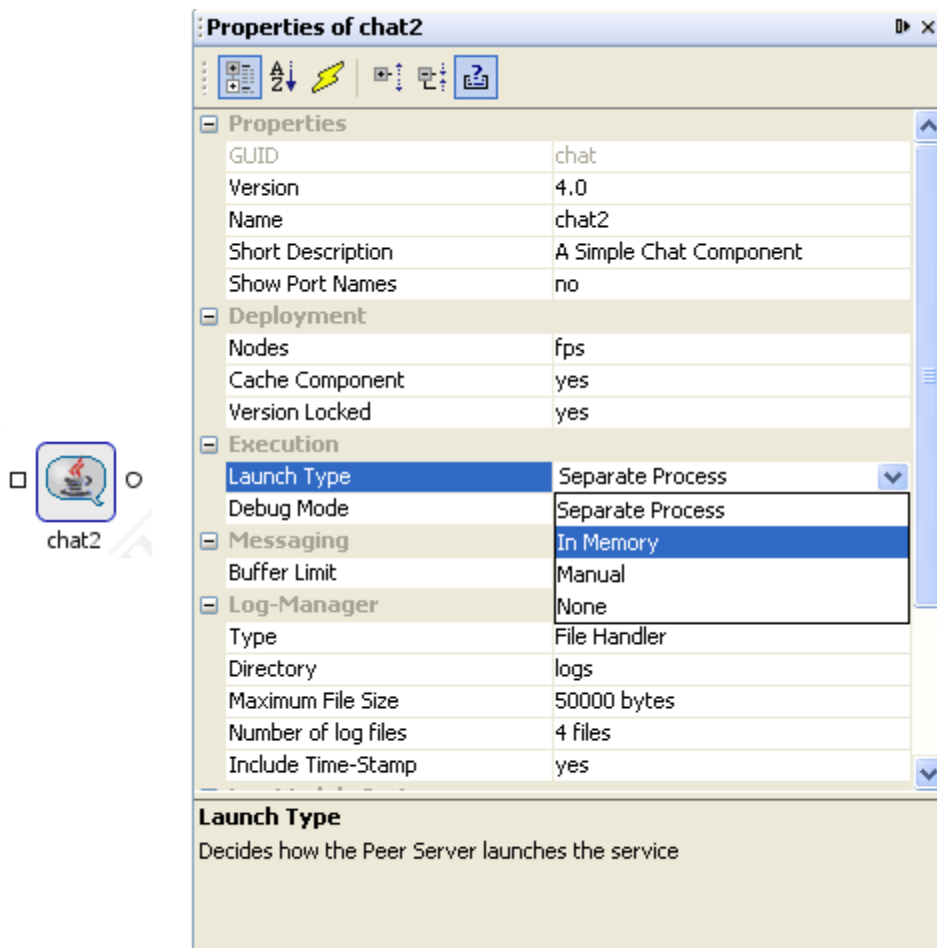 Properties of chat2
Properties
GUID chat
Version 4.0
Name chat2
Short Description A Simple Chat Component
Show Port Names no
Deployment
Nodes fps
Cache Component yes
Version Locked yes
Execution
Launch Type Separate Process
Debug Mode Separate Process
Messaging In Memory
Buffer Limit Manual
Log-Manager None
Type File Handler
Directory logs
Maximum File Size 50000 bytes
Number of log files 4 files
Include Time-Stamp yes
Launch Type
Decides how the Peer Server launches the service
chat2